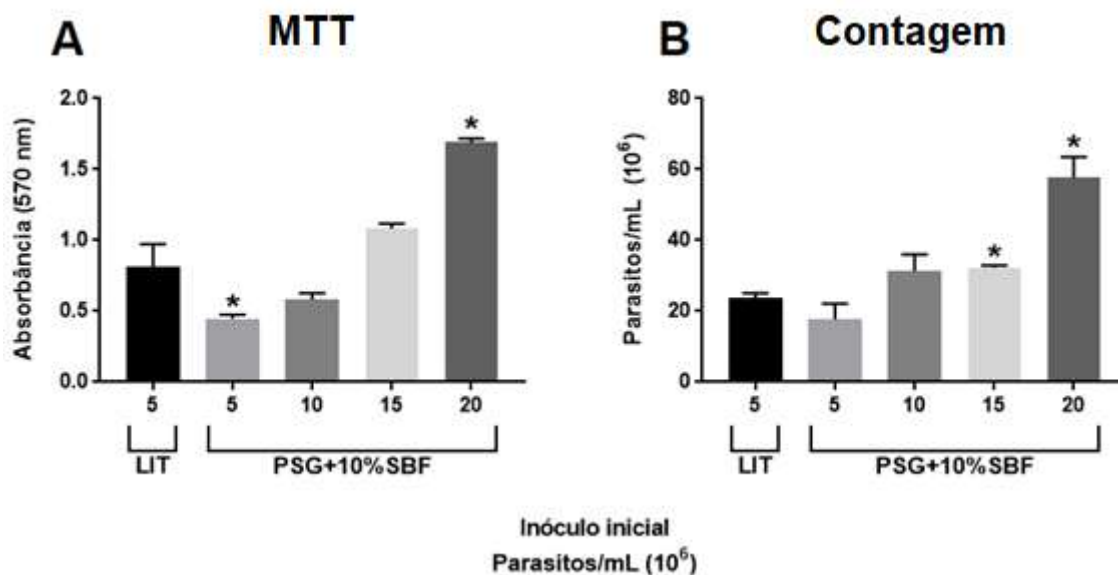 A
MTT
Absorbância (570 nm)
2.0
1.5
1.0
0.5
0.0
*
*
5
5
10
15
20
LIT
PSG+10%SBF
B
Contagem
Parasitos/mL (10⁶)
80
60
40
20
0
*
*
5
5
10
15
20
LIT
PSG+10%SBF
Inóculo inicial
Parasitos/mL (10⁶)